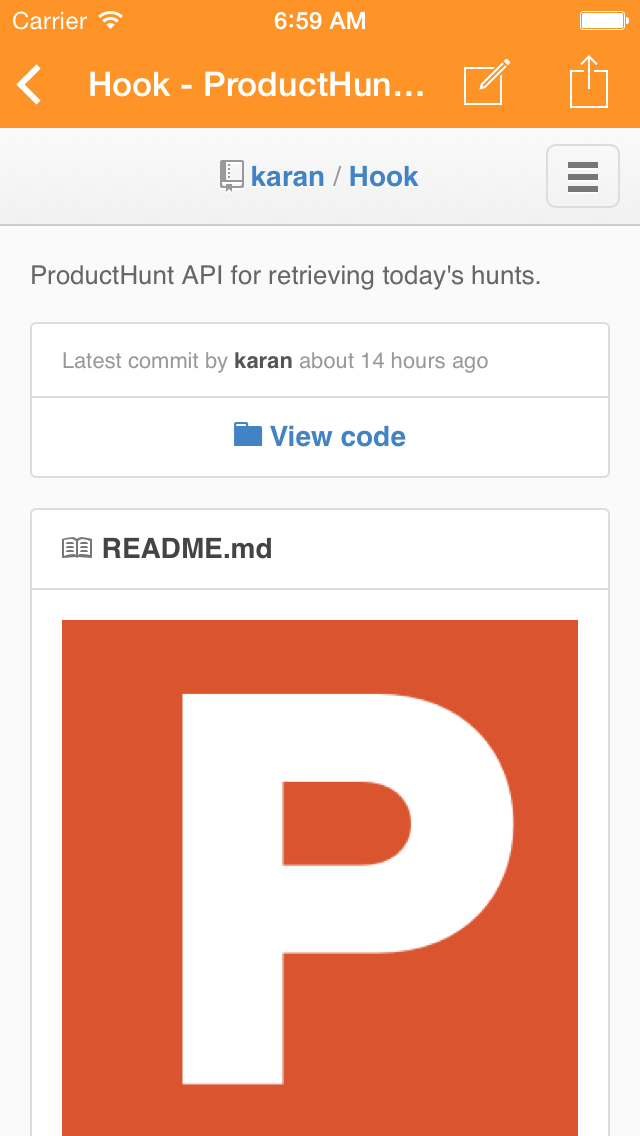 Carrier 6:59 AM
Hook - ProductHun...
karan / Hook
ProductHunt API for retrieving today's hunts.
Latest commit by karan about 14 hours ago
View code
README.md
P